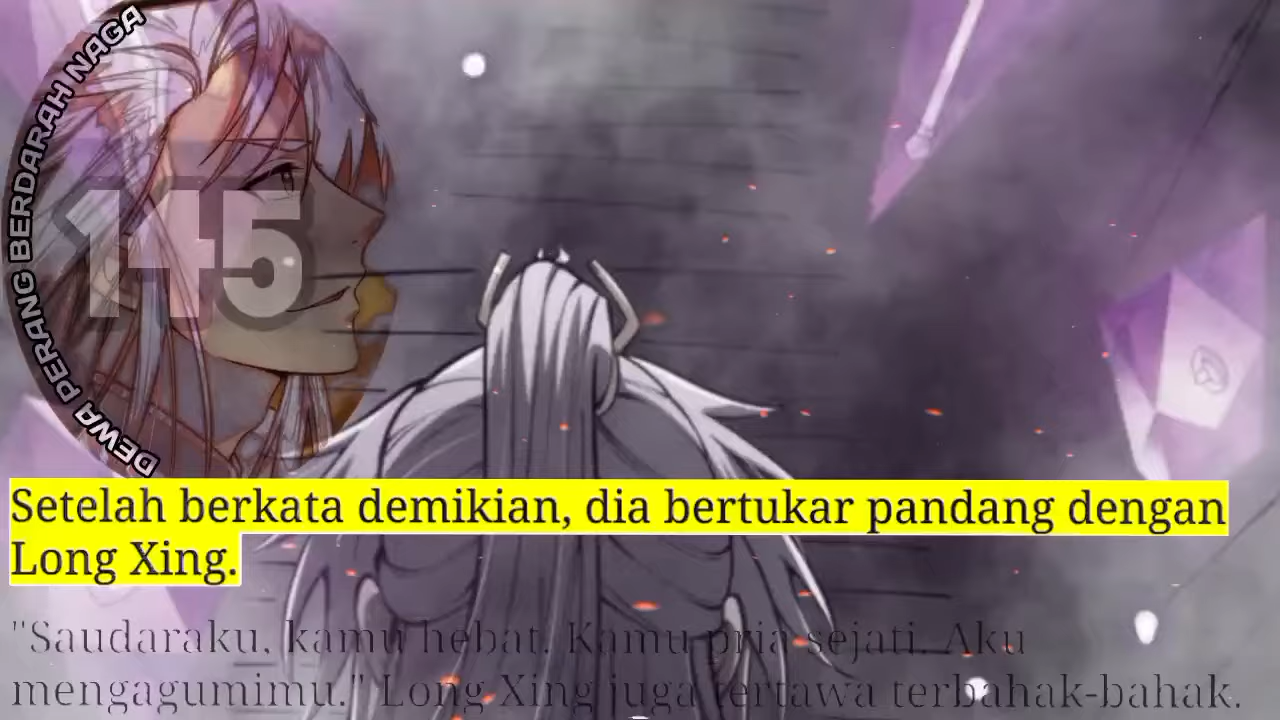 DEWA PERANG BERDARAH NAGA
145
Setelah berkata demikian, dia bertukar pandang dengan
Long Xing.
"Saudaraku, kamu hebat. Kamu pria sejati. Aku
mengagumimu." Long Xing juga tertawa terbahak-bahak.